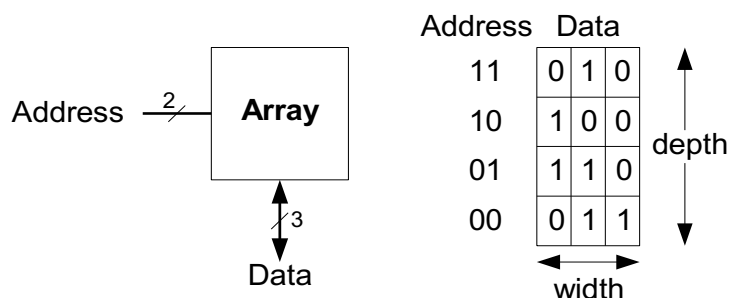 Address 2 Array
3
Data
Address Data
11 0 1 0
10 1 0 0
01 1 1 0
00 0 1 1
depth
width